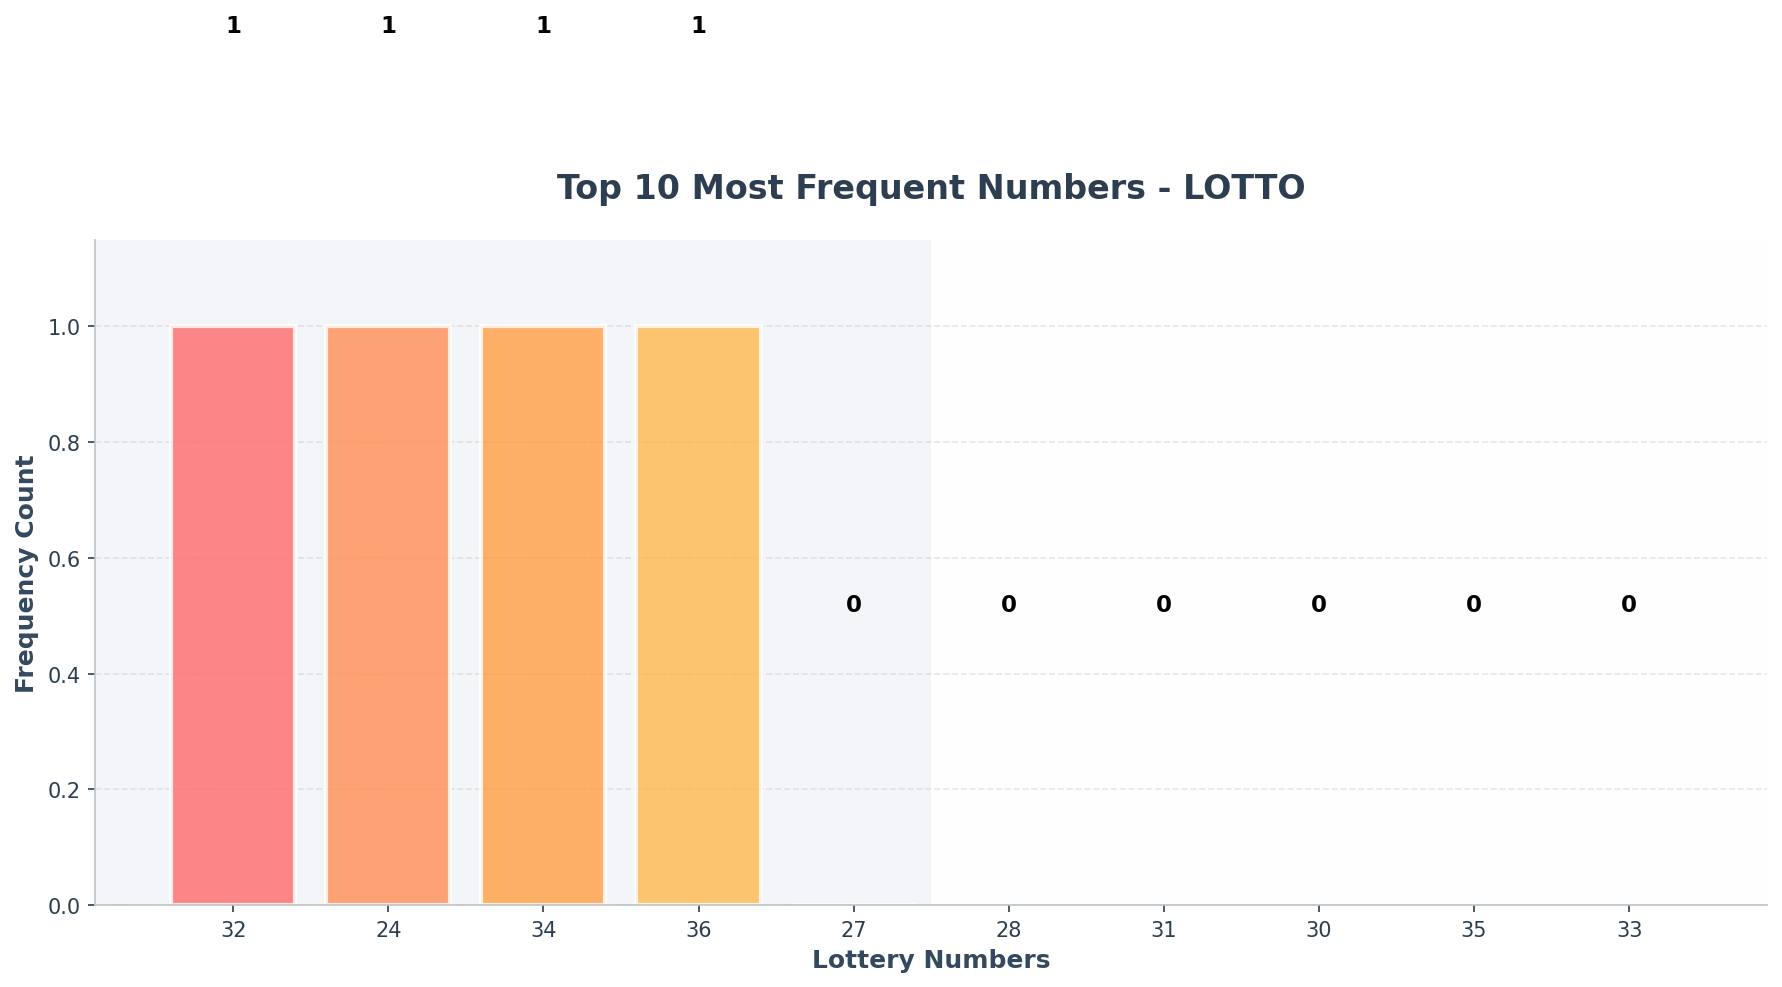 1 1 1 1
Top 10 Most Frequent Numbers - LOTTO
Frequency Count
1.0
0.8
0.6
0 0 0 0 0 0
0.4
0.2
0.0
32 24 34 36 27 28 31 30 35 33
Lottery Numbers